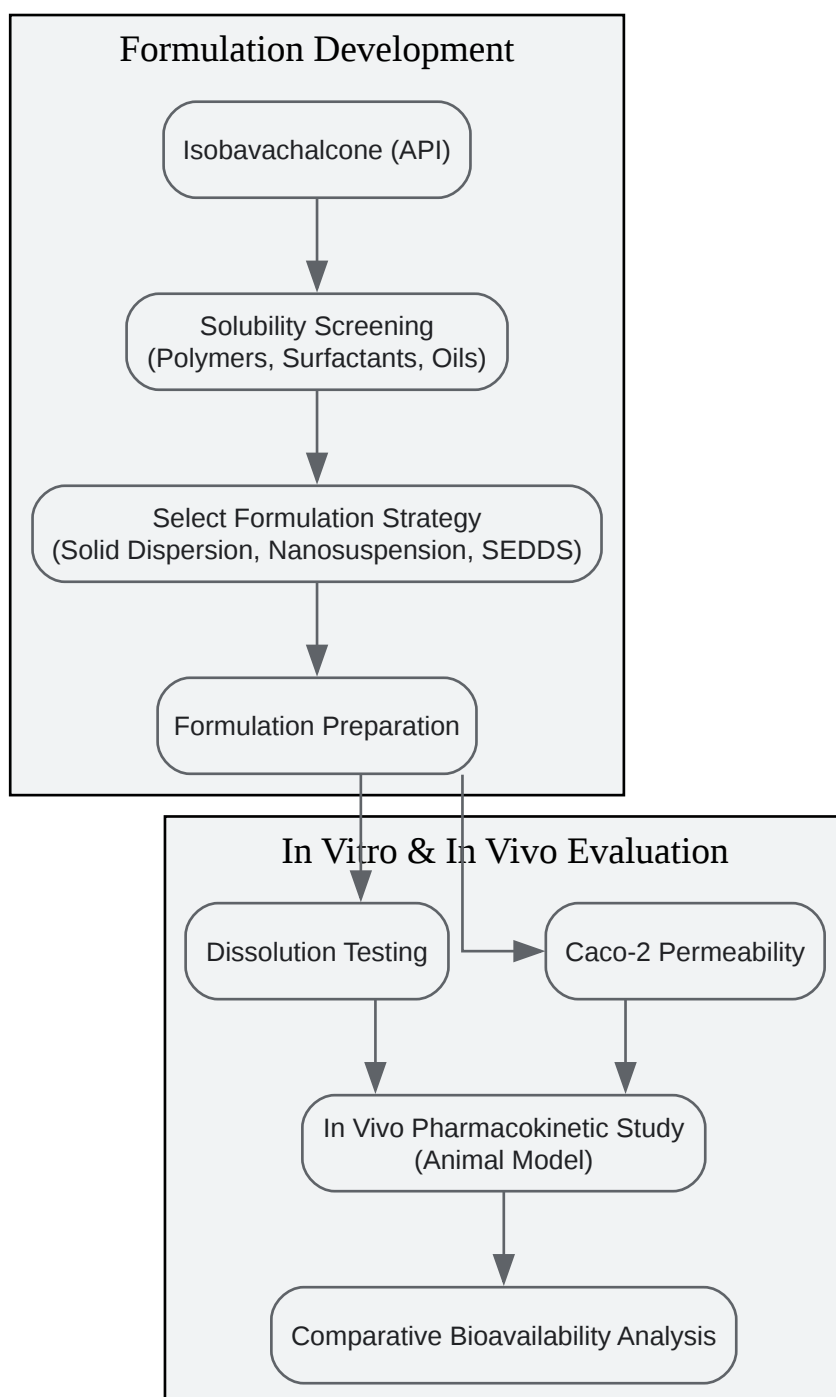 Formulation Development
Isobavachalcone (API)
Solubility Screening
(Polymers, Surfactants, Oils)
Select Formulation Strategy
(Solid Dispersion, Nanosuspension, SEDDS)
Formulation Preparation
In Vitro & In Vivo Evaluation
Dissolution Testing
Caco-2 Permeability
In Vivo Pharmacokinetic Study
(Animal Model)
Comparative Bioavailability Analysis